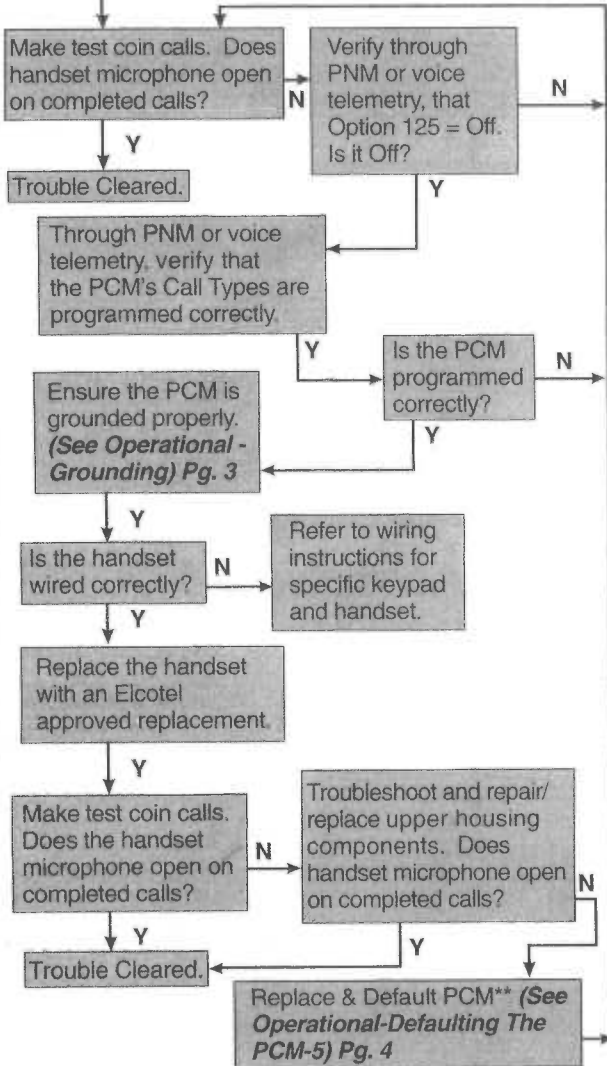 Make test coin calls. Does
handset microphone open
on completed calls?
N
Y
Trouble Cleared.
Verify through
PNM or voice
telemetry, that
Option 125 = Off.
Is it Off?
N
Y
Through PNM or voice
telemetry, verify that
the PCM's Call Types are
programmed correctly.
Y
Is the PCM
programmed
correctly?
N
Y
Ensure the PCM is
grounded properly.
(See Operational -
Grounding) Pg. 3
Y
Is the handset
wired correctly?
N
Refer to wiring
instructions for
specific keypad
and handset.
Y
Replace the handset
with an Elcotel
approved replacement.
Y
Make test coin calls.
Does the handset
microphone open on
completed calls?
N
Y
Trouble Cleared.
Troubleshoot and repair/
replace upper housing
components. Does
handset microphone open
on completed calls?
N
Y
Replace & Default PCM** (See
Operational-Defaulting The
PCM-5) Pg. 4